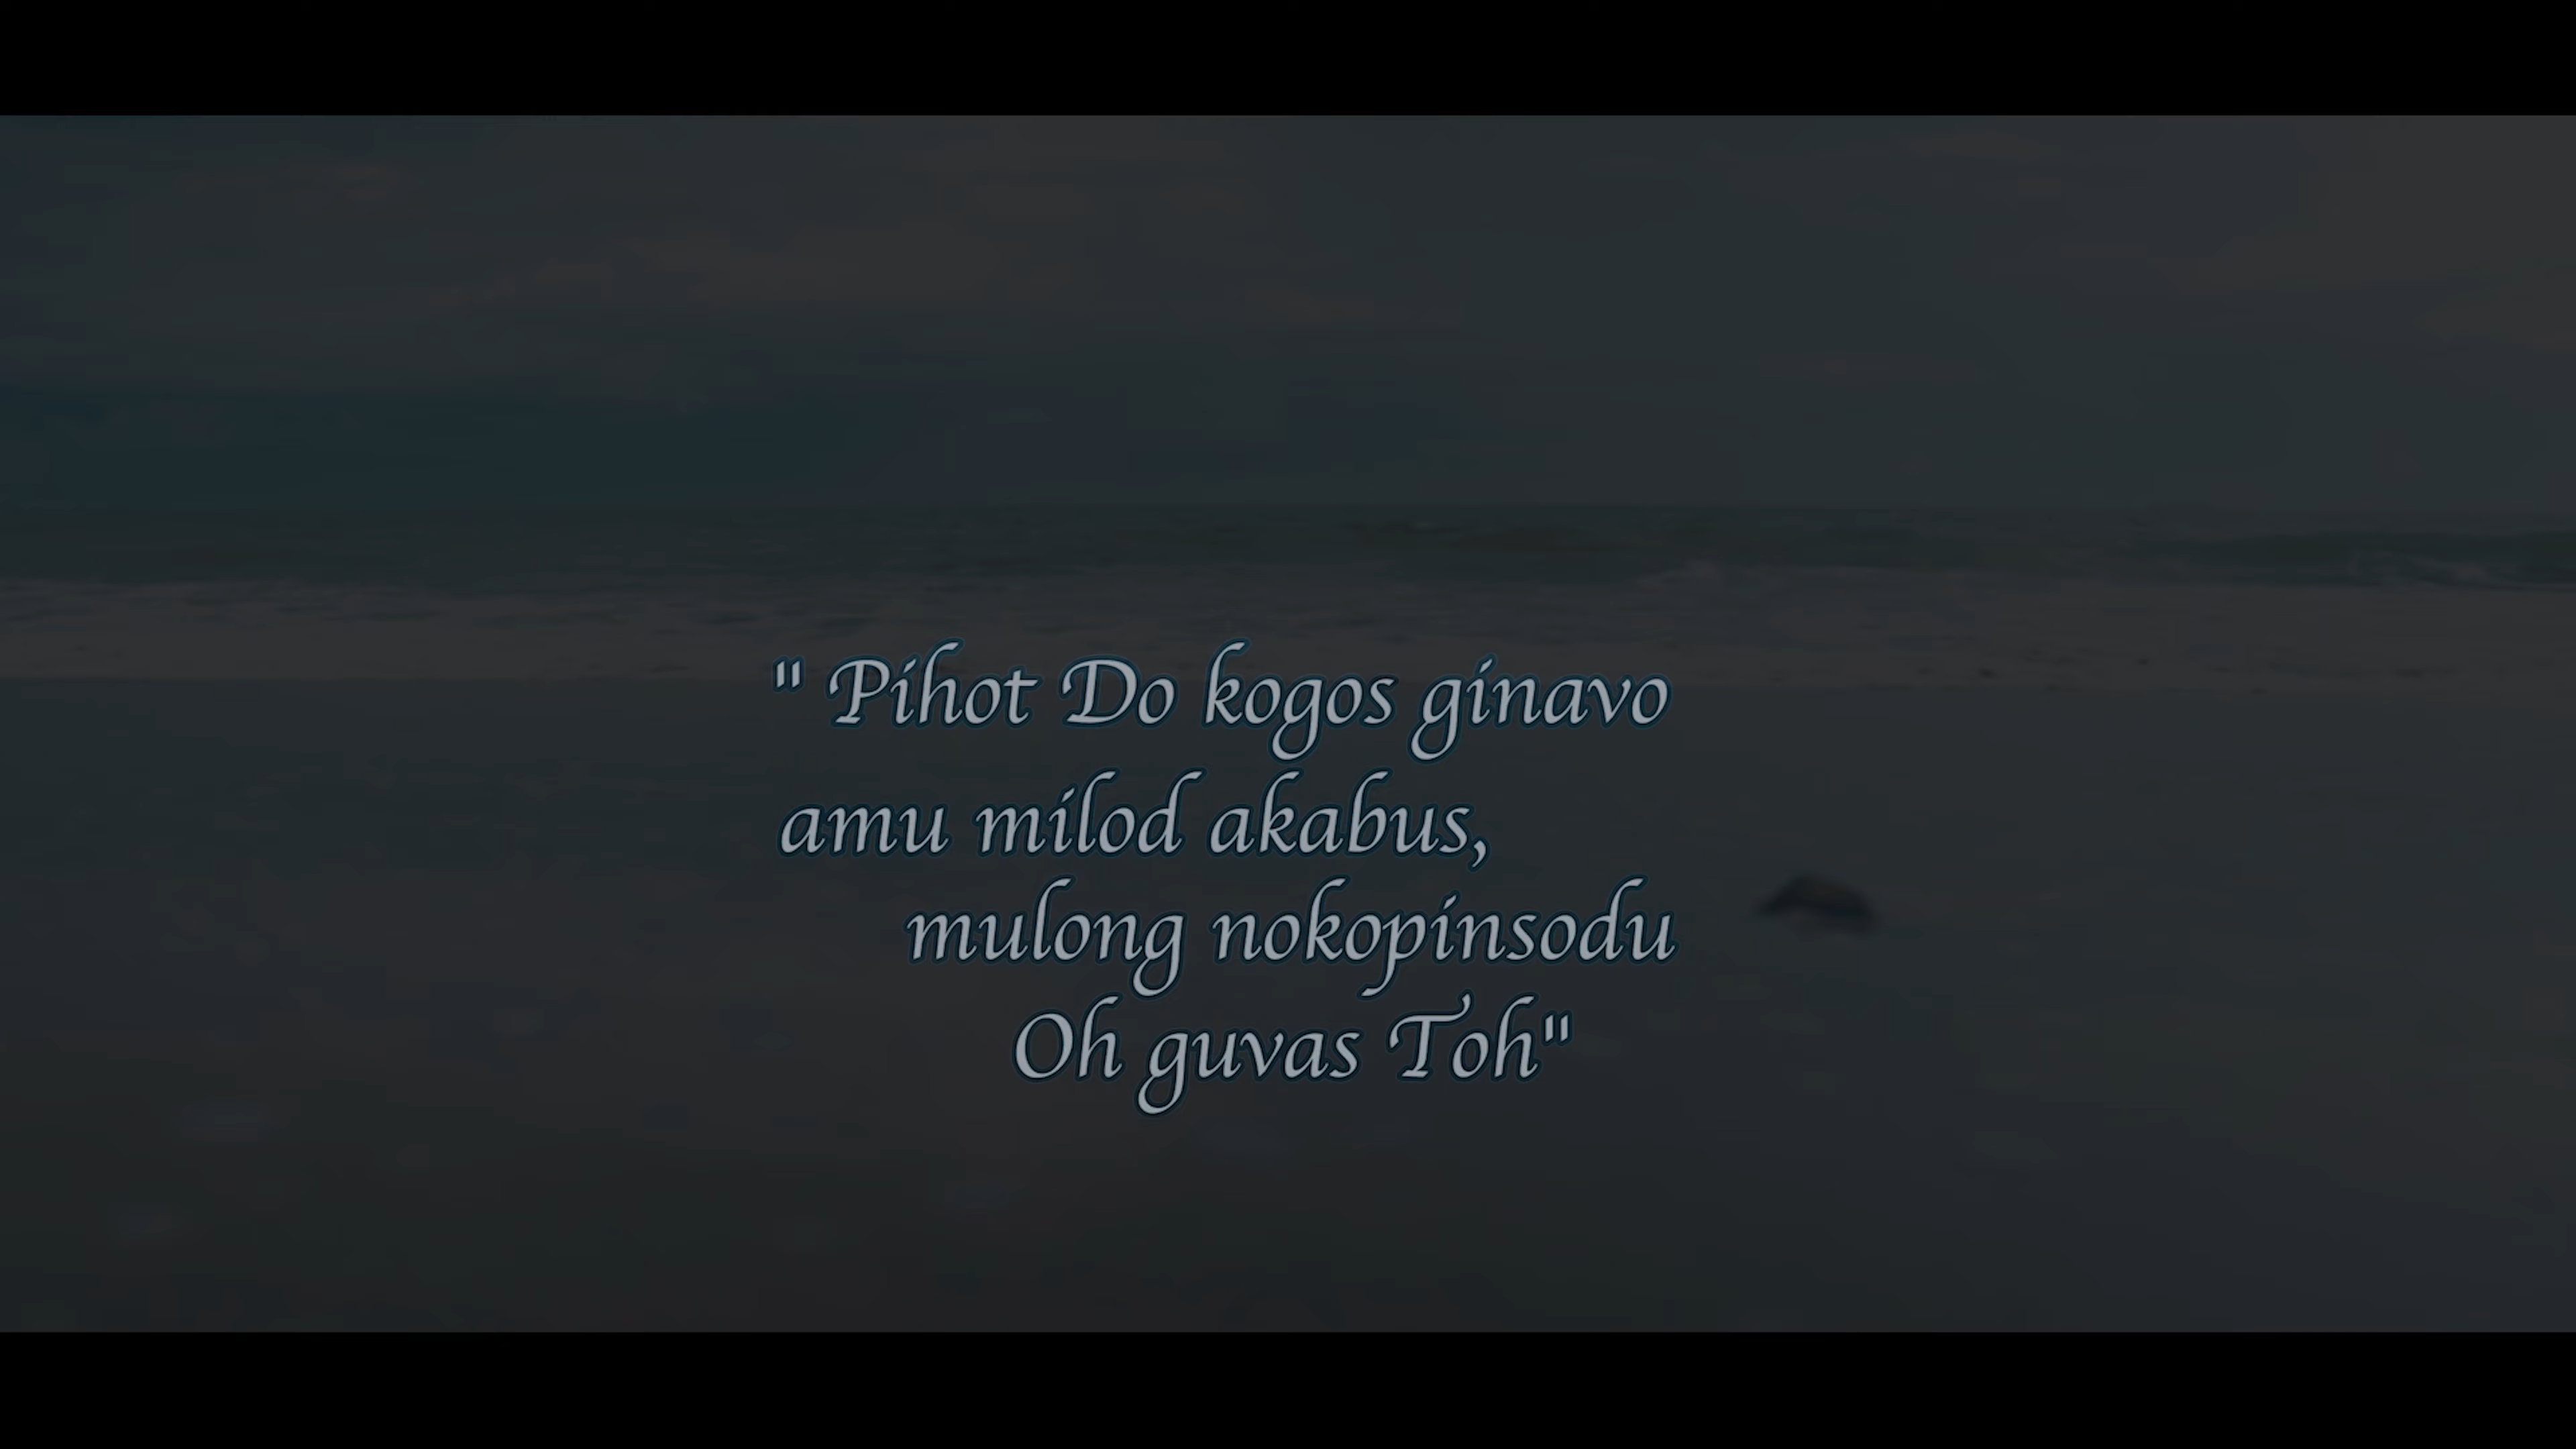 " Pihot Do kogos ginavo
amu milod akabus,
mulong nokopinsodu
Oh guvas Toh"